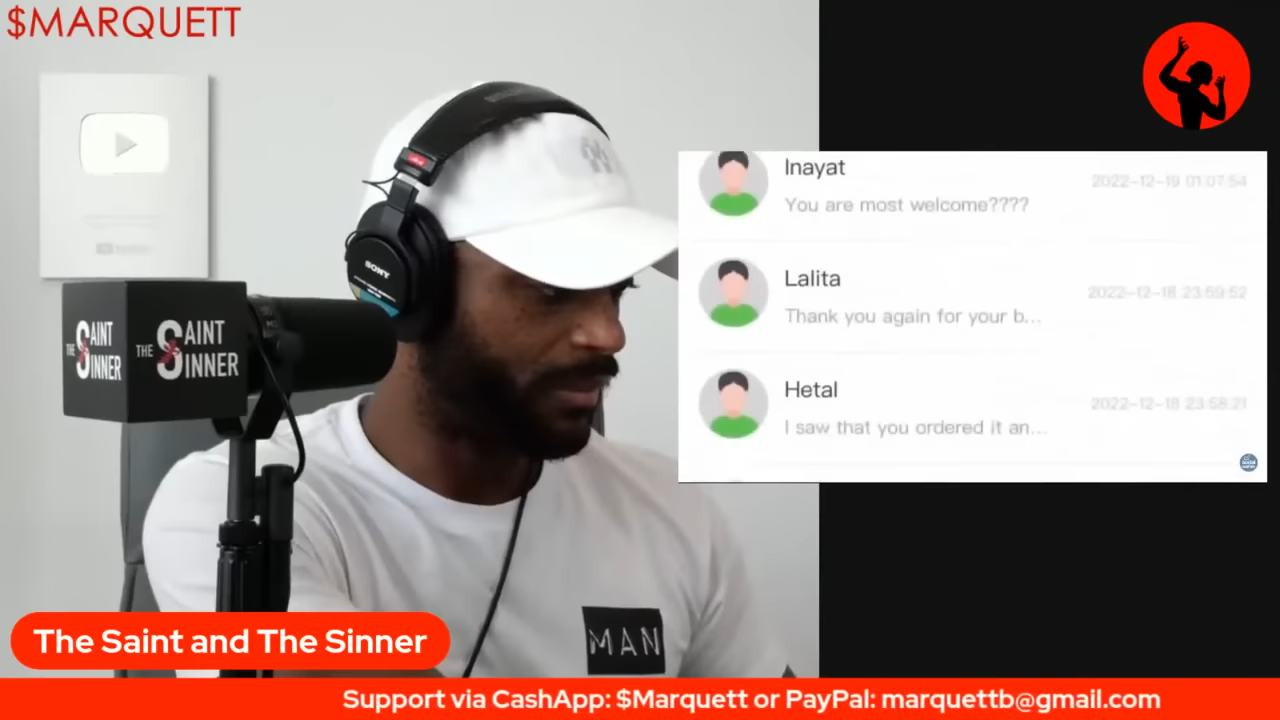 $MARQUETT
Inayat
2022-12-19 01:07:54
You are most welcome????
Lalita
2022-12-18 23:59:52
Thank you again for your b...
Hetal
2022-12-18 23:58:21
I saw that you ordered it an...
SONY
THE SAINT
SINNER
THE SAINT
SINNER
MAN
The Saint and The Sinner
Support via CashApp: $Marquett or PayPal: marquettb@gmail.com